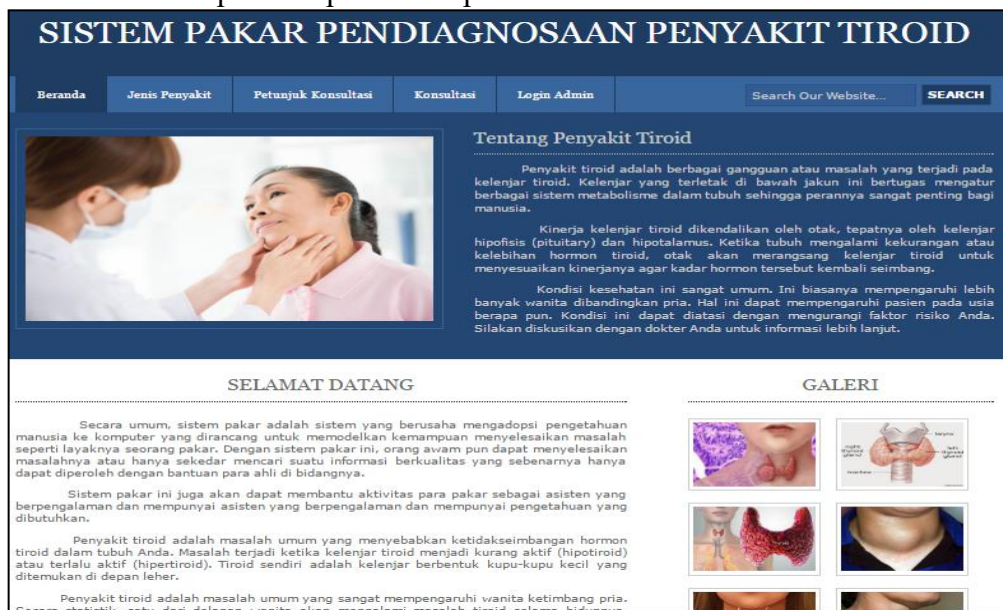 SISTEM PAKAR PENDIAGNOSAAN PENYAKIT TIROID
Beranda Jenis Penyakit Petunjuk Konsultasi Konsultasi Login Admin Search Our Website... SEARCH
Tentang Penyakit Tiroid
Penyakit tiroid adalah berbagai gangguan atau masalah yang terjadi pada
kelenjar tiroid. Kelenjar yang terletak di bawah jakun ini bertugas mengatur
berbagai sistem metabolisme dalam tubuh sehingga perannya sangat penting bagi
manusia.
Kinerja kelenjar tiroid dikendalikan oleh otak, tepatnya oleh kelenjar
hipofisis (pituitary) dan hipotalamus. Ketika tubuh mengalami kekurangan atau
kelebihan hormon tiroid, otak akan merangsang kelenjar tiroid untuk
menyesuaikan kinerjanya agar kadar hormon tersebut kembali seimbang.
Kondisi kesehatan ini sangat umum. Ini biasanya mempengaruhi lebih
banyak wanita dibandingkan pria. Hal ini dapat mempengaruhi pasien pada usia
berapa pun. Kondisi ini dapat diatasi dengan mengurangi faktor risiko Anda.
Silakan diskusikan dengan dokter Anda untuk informasi lebih lanjut.
SELAMAT DATANG
Secara umum, sistem pakar adalah sistem yang berusaha mengadopsi pengetahuan
manusia ke komputer yang dirancang untuk memodelkan kemampuan menyelesaikan masalah
seperti layaknya seorang pakar. Dengan sistem pakar ini, orang awam pun dapat menyelesaikan
masalahnya atau hanya sekedar mencari suatu informasi berkualitas yang sebenarnya hanya
dapat diperoleh dengan bantuan para ahli di bidangnya.
Sistem pakar ini juga akan dapat membantu aktivitas para pakar sebagai asisten yang
berpengalaman dan mempunyai asisten yang berpengalaman dan mempunyai pengetahuan yang
dibutuhkan.
Penyakit tiroid adalah masalah umum yang menyebabkan ketidakseimbangan hormon
tiroid dalam tubuh Anda. Masalah terjadi ketika kelenjar tiroid menjadi kurang aktif (hipotiroid)
atau terlalu aktif (hipertiroid). Tiroid sendiri adalah kelenjar berbentuk kupu-kupu kecil yang
ditemukan di depan leher.
Penyakit tiroid adalah masalah umum yang sangat mempengaruhi wanita ketimbang pria.
GALERI